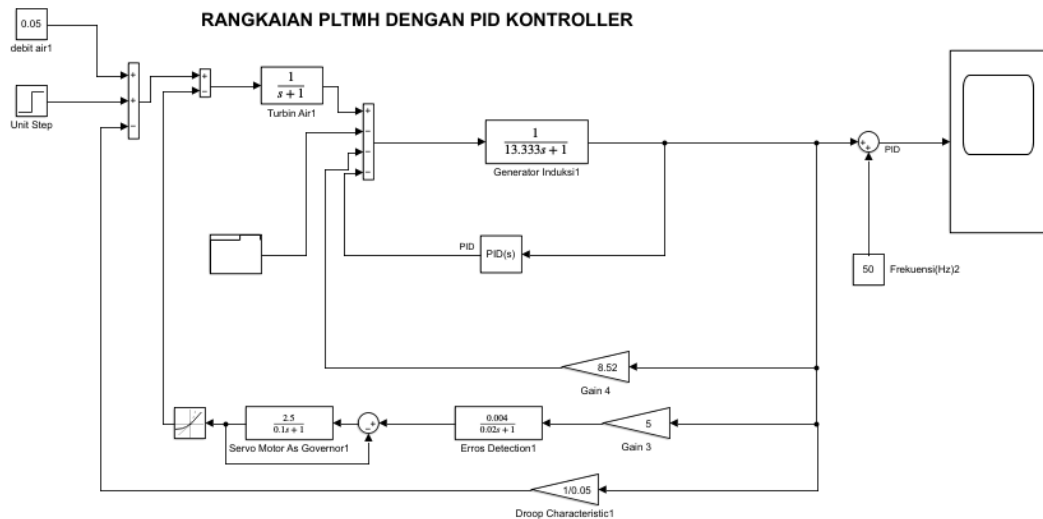 RANGKAIAN PLTMH DENGAN PID KONTROLLER
0.05
debit air1
Unit Step
+
+
−
+
−
1
s + 1
Turbin Air1
+
−
−
−
1
13.333s + 1
Generator Induksi1
+
+
PID
PID
PID(s)
50
Frekuensi(Hz)2
8.52
Gain 4
2.5
0.1s + 1
Servo Motor As Governor1
+
−
0.004
0.02s + 1
Erros Detection1
5
Gain 3
1/0.05
Droop Characteristic1